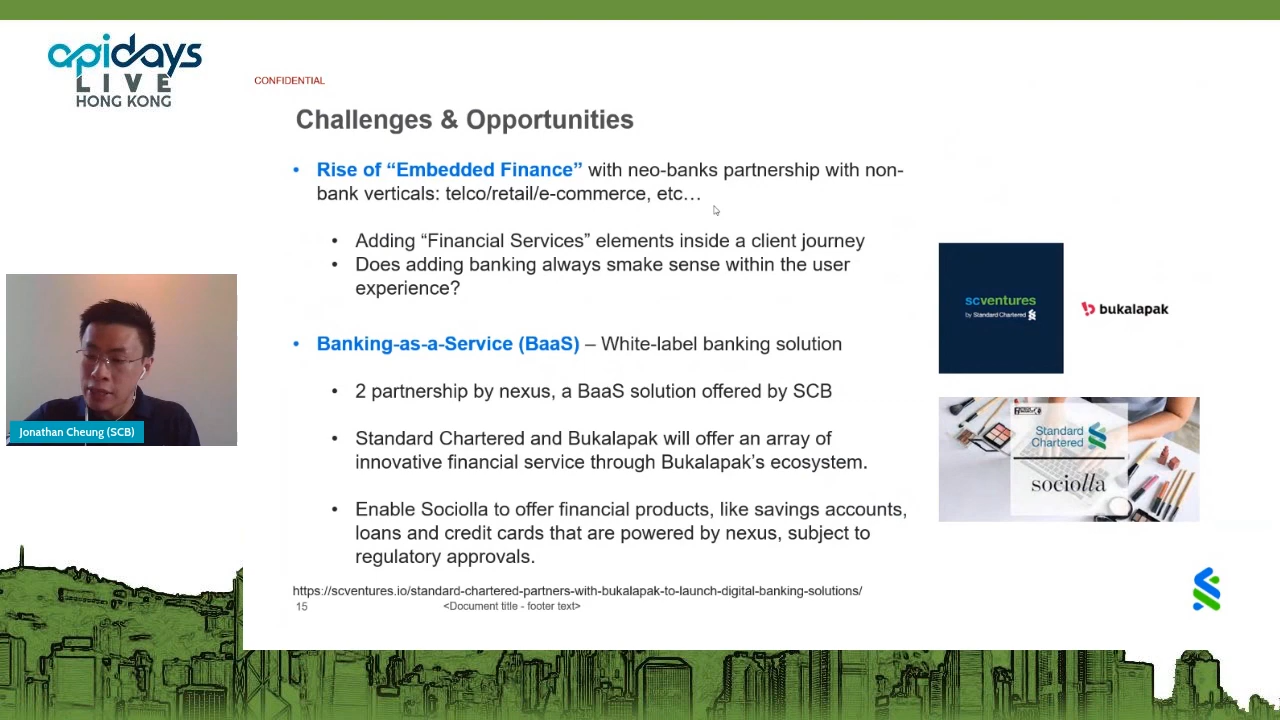 apidays
LIVE
HONG KONG
CONFIDENTIAL
Challenges & Opportunities
• Rise of “Embedded Finance” with neo-banks partnership with non-
bank verticals: telco/retail/e-commerce, etc…
• Adding “Financial Services” elements inside a client journey
• Does adding banking always smake sense within the user
experience?
• Banking-as-a-Service (BaaS) – White-label banking solution
• 2 partnership by nexus, a BaaS solution offered by SCB
• Standard Chartered and Bukalapak will offer an array of
innovative financial service through Bukalapak’s ecosystem.
• Enable Sociolla to offer financial products, like savings accounts,
loans and credit cards that are powered by nexus, subject to
regulatory approvals.
https://scventures.io/standard-chartered-partners-with-bukalapak-to-launch-digital-banking-solutions/
15
<Document title - footer text>
scventures
by Standard Chartered
bukalapak
Standard
Chartered
sociolla
Jonathan Cheung (SCB)